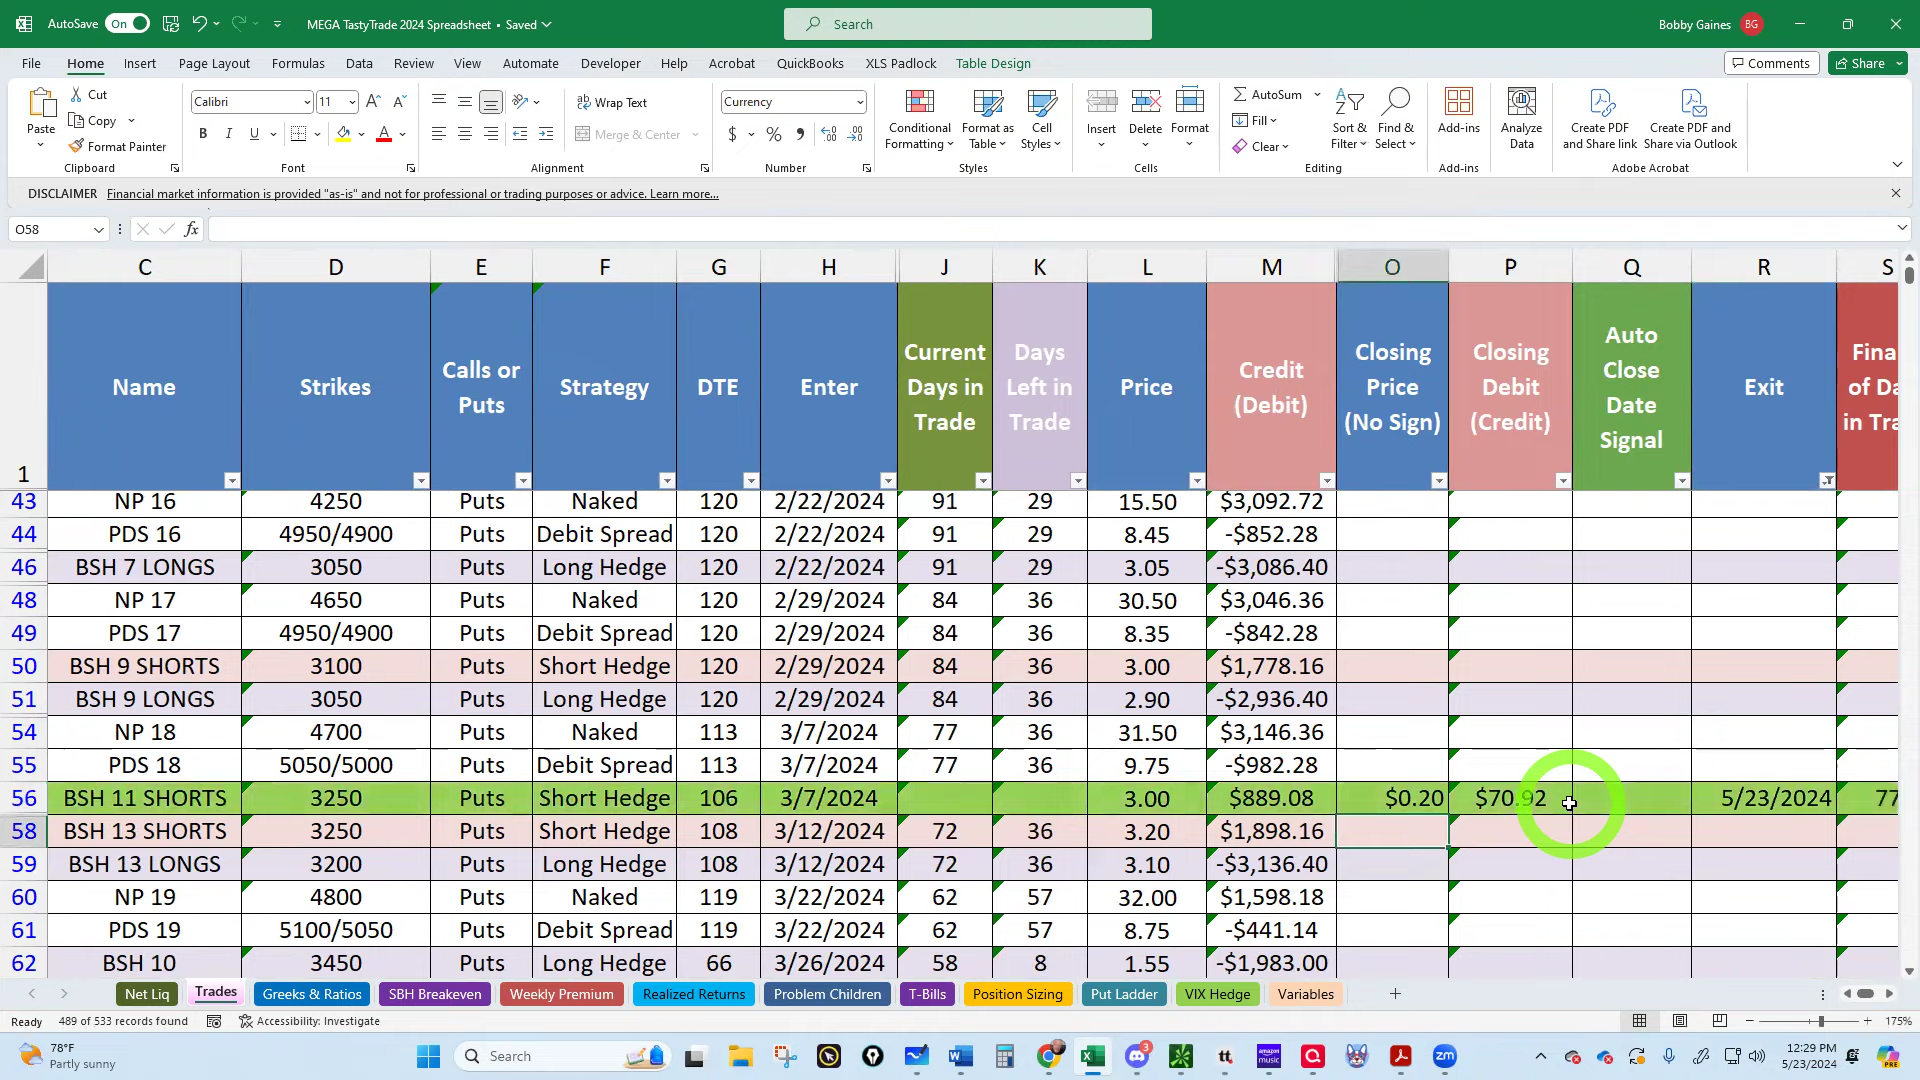 AutoSave On MEGA TastyTrade 2024 Spreadsheet • Saved Search Bobby Gaines BG
File Home Insert Page Layout Formulas Data Review View Automate Developer Help Acrobat QuickBooks XLS Padlock Table Design Comments Share
Paste Cut Copy Format Painter
Calibri 11 B I U A A A
ab Wrap Text Merge & Center
Currency $ % ,
Conditional Formatting Format as Table Cell Styles
Insert Delete Format
AutoSum Fill Clear Sort & Filter Find & Select
Add-ins Analyze Data Create PDF and Share link Create PDF and Share via Outlook
Clipboard Font Alignment Number Styles Cells Editing Add-ins Adobe Acrobat
DISCLAIMER Financial market information is provided "as-is" and not for professional or trading purposes or advice. Learn more...
O58 fx
C D E F G H J K L M O P Q R S
1 Name Strikes Calls or Puts Strategy DTE Enter Current Days in Trade Days Left in Trade Price Credit (Debit) Closing Price (No Sign) Closing Debit (Credit) Auto Close Date Signal Exit Fina of Da in Tra
43 NP 16 4250 Puts Naked 120 2/22/2024 91 29 15.50 $3,092.72
44 PDS 16 4950/4900 Puts Debit Spread 120 2/22/2024 91 29 8.45 -$852.28
46 BSH 7 LONGS 3050 Puts Long Hedge 120 2/22/2024 91 29 3.05 -$3,086.40
48 NP 17 4650 Puts Naked 120 2/29/2024 84 36 30.50 $3,046.36
49 PDS 17 4950/4900 Puts Debit Spread 120 2/29/2024 84 36 8.35 -$842.28
50 BSH 9 SHORTS 3100 Puts Short Hedge 120 2/29/2024 84 36 3.00 $1,778.16
51 BSH 9 LONGS 3050 Puts Long Hedge 120 2/29/2024 84 36 2.90 -$2,936.40
54 NP 18 4700 Puts Naked 113 3/7/2024 77 36 31.50 $3,146.36
55 PDS 18 5050/5000 Puts Debit Spread 113 3/7/2024 77 36 9.75 -$982.28
56 BSH 11 SHORTS 3250 Puts Short Hedge 106 3/7/2024 3.00 $889.08 $0.20 $70.92 5/23/2024 77
58 BSH 13 SHORTS 3250 Puts Short Hedge 108 3/12/2024 72 36 3.20 $1,898.16
59 BSH 13 LONGS 3200 Puts Long Hedge 108 3/12/2024 72 36 3.10 -$3,136.40
60 NP 19 4800 Puts Naked 119 3/22/2024 62 57 32.00 $1,598.18
61 PDS 19 5100/5050 Puts Debit Spread 119 3/22/2024 62 57 8.75 -$441.14
62 BSH 10 3450 Puts Long Hedge 66 3/26/2024 58 8 1.55 -$1,983.00
Net Liq Trades Greeks & Ratios SBH Breakeven Weekly Premium Realized Returns Problem Children T-Bills Position Sizing Put Ladder VIX Hedge Variables
Ready 489 of 533 records found Accessibility: Investigate 175%
78°F Search 12:29 PM
Partly sunny 5/23/2024